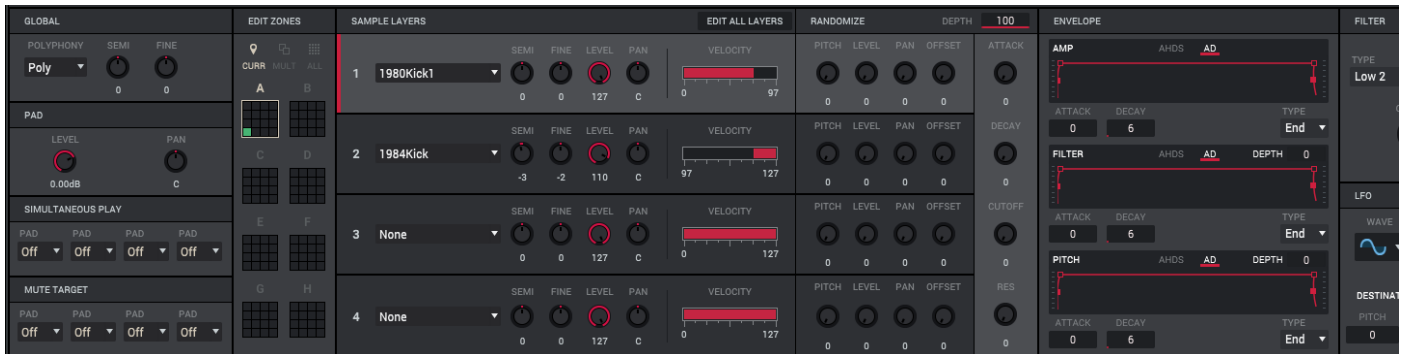 GLOBAL
POLYPHONY SEMI FINE
Poly
0 0
PAD
LEVEL PAN
0.00dB C
SIMULTANEOUS PLAY
PAD PAD PAD PAD
Off Off Off Off
MUTE TARGET
PAD PAD PAD PAD
Off Off Off Off
EDIT ZONES
CURR MULT ALL
A B
C D
E F
G H
SAMPLE LAYERS EDIT ALL LAYERS
SEMI FINE LEVEL PAN VELOCITY
1 1980Kick1
0 0 127 C 0 97
SEMI FINE LEVEL PAN VELOCITY
2 1984Kick
-3 -2 110 C 97 127
SEMI FINE LEVEL PAN VELOCITY
3 None
0 0 127 C 0 127
SEMI FINE LEVEL PAN VELOCITY
4 None
0 0 127 C 0 127
RANDOMIZE DEPTH 100
PITCH LEVEL PAN OFFSET ATTACK
0 0 0 0 0
PITCH LEVEL PAN OFFSET DECAY
0 0 0 0 0
PITCH LEVEL PAN OFFSET CUTOFF
0 0 0 0 0
PITCH LEVEL PAN OFFSET RES
0 0 0 0 0
ENVELOPE
AMP AHDS AD
ATTACK DECAY TYPE
0 6 End
FILTER AHDS AD DEPTH 0
ATTACK DECAY TYPE
0 6 End
PITCH AHDS AD DEPTH 0
ATTACK DECAY TYPE
0 6 End
FILTER
TYPE
Low 2
LFO
WAVE
PITCH
0